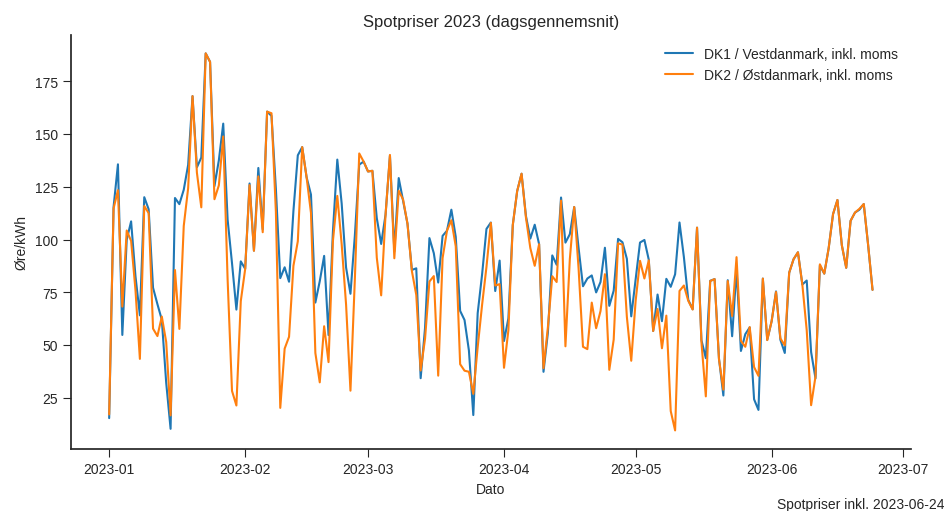 Spotpriser 2023 (dagsgennemsnit)
DK1 / Vestdanmark, inkl. moms
DK2 / Østdanmark, inkl. moms
175
150
125
100
75
50
25
Øre/kWh
2023-01
2023-02
2023-03
2023-04
2023-05
2023-06
2023-07
Dato
Spotpriser inkl. 2023-06-24